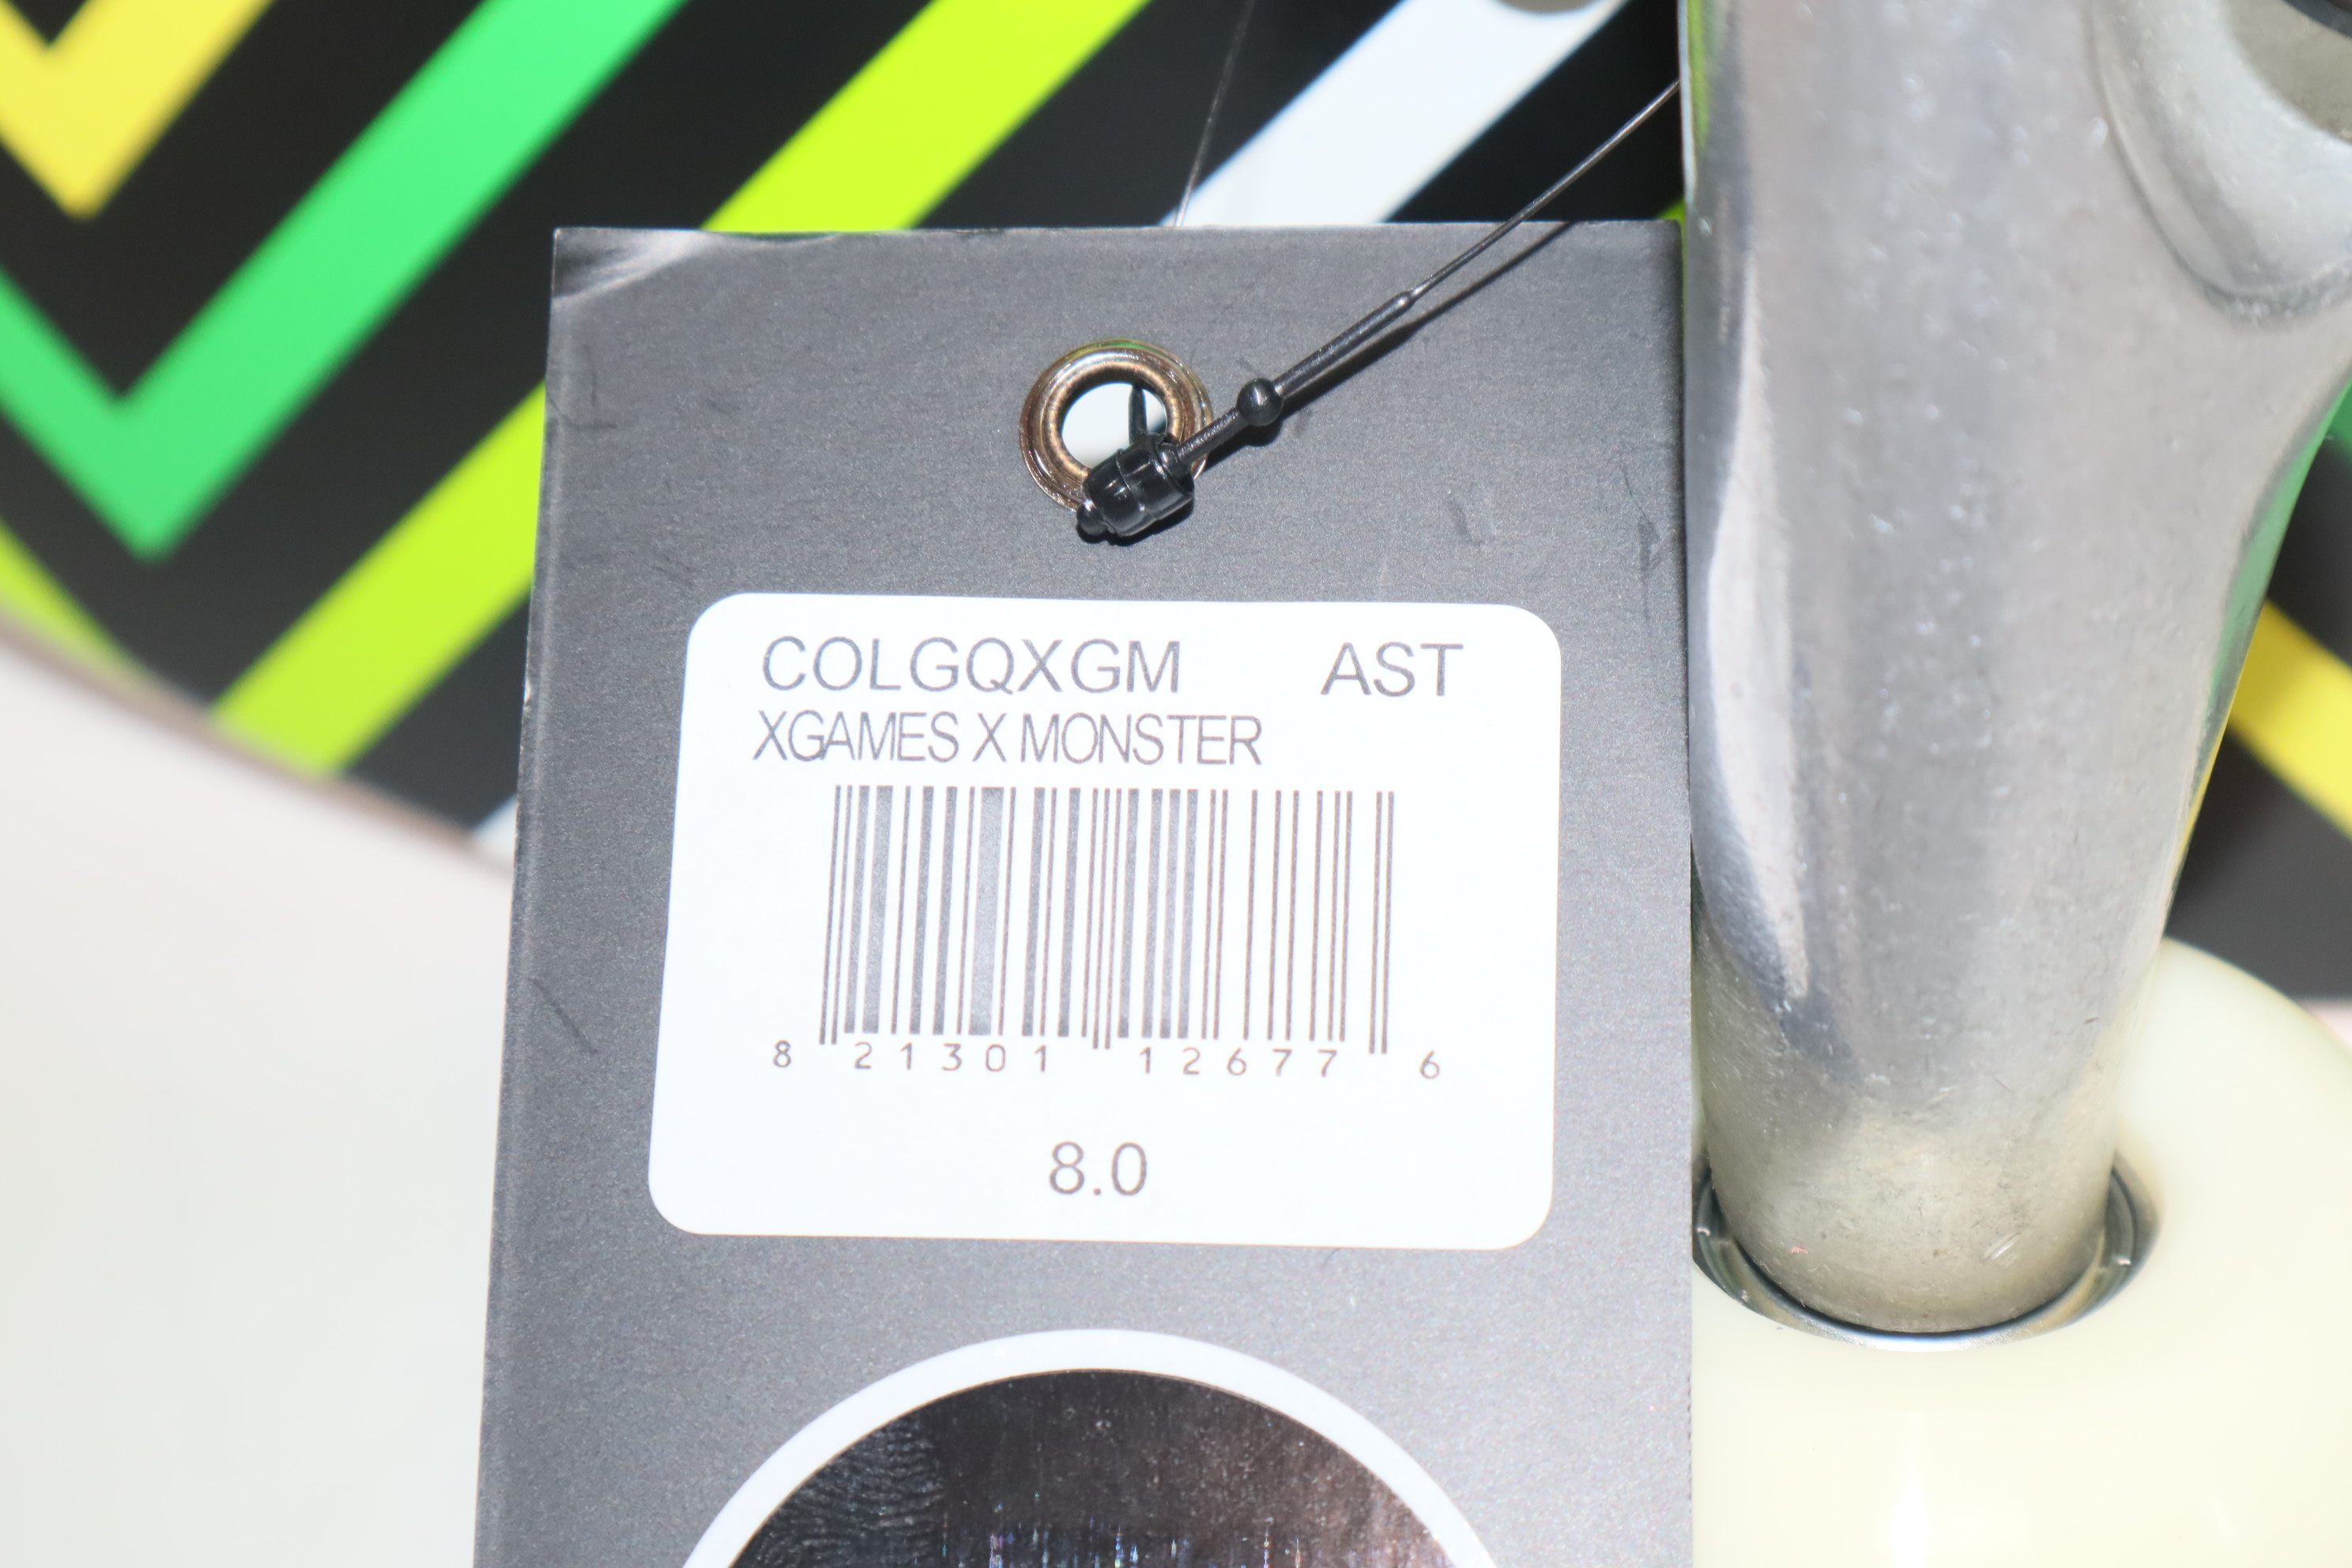 COLGQXGM AST
XGAMES X MONSTER
8 21301 12677 6
8.0